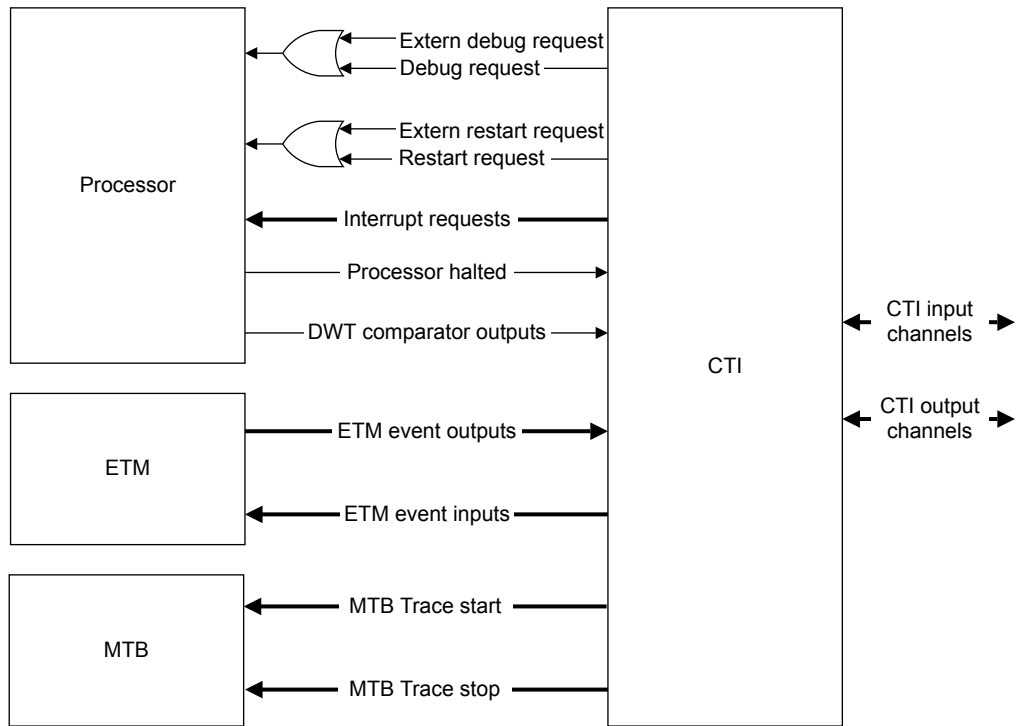 Extern debug request
Debug request
Extern restart request
Restart request
Processor
Interrupt requests
Processor halted
DWT comparator outputs
CTI
CTI input
channels
CTI output
channels
ETM event outputs
ETM
ETM event inputs
MTB Trace start
MTB
MTB Trace stop